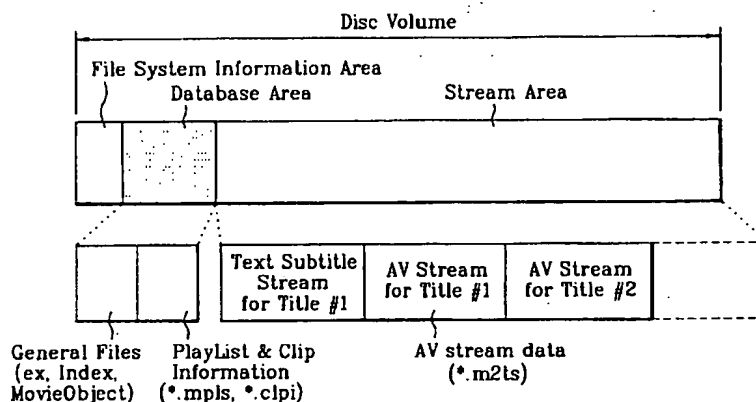 Disc Volume
File System Information Area
Database Area
Stream Area
Text Subtitle
Stream
for Title #1
AV Stream
for Title #1
AV Stream
for Title #2
General Files
(ex, Index,
MovieObject)
PlayList & Clip
Information
(*.mpls, *.clpi)
AV stream data
(*.m2ts)